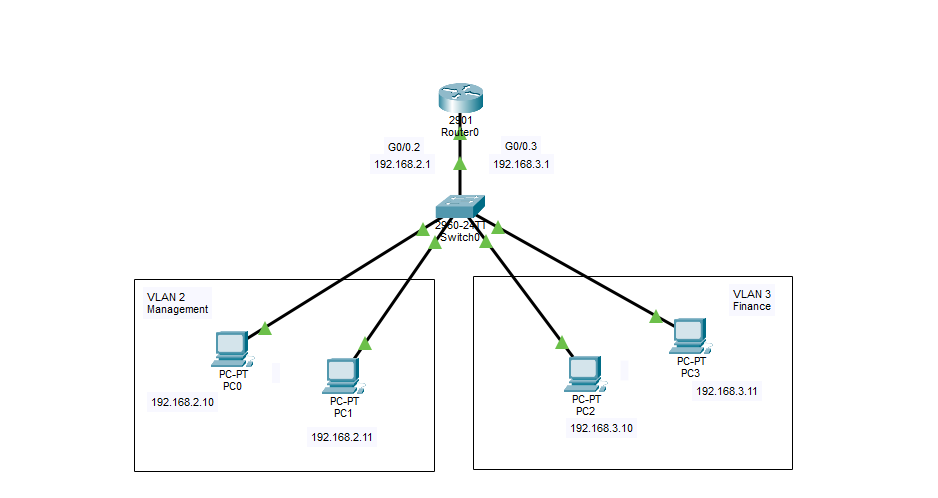 2901
Router0
G0/0.2
192.168.2.1
G0/0.3
192.168.3.1
2960-24TT
Switch0
VLAN 2
Management
PC-PT
PC0
192.168.2.10
PC-PT
PC1
192.168.2.11
VLAN 3
Finance
PC-PT
PC3
192.168.3.11
PC-PT
PC2
192.168.3.10